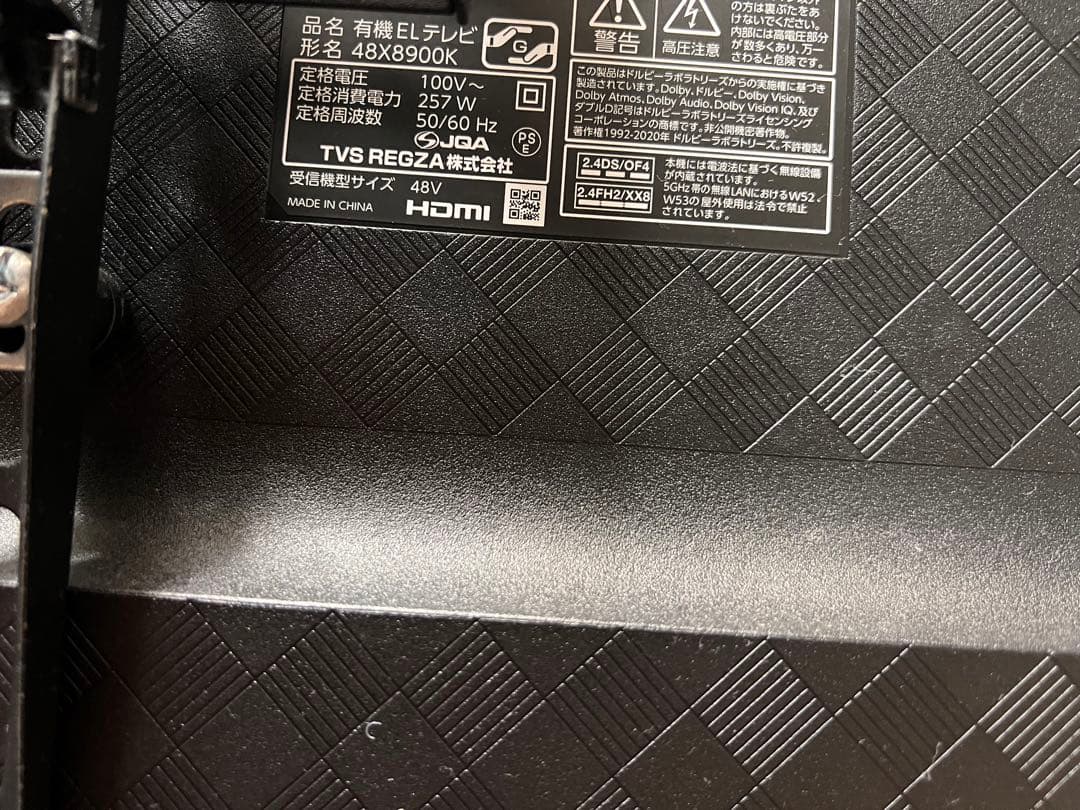 品名 有機ELテレビ
形名 48X8900K
G
定格電圧 100V～
定格消費電力 257W
定格周波数 50/60 Hz
JQA
PS
E
TVS REGZA株式会社
受信機型サイズ 48V
MADE IN CHINA HDMI
警告
高圧注意
の方は裏ぶたをあ
けないでください。
内部には高電圧部分
が数多くあり、万一
さわると危険です。
この製品はドルビーラボラトリーズからの実施権に基づき
製造されています。Dolby、ドルビー、Dolby Vision、
Dolby Atmos、Dolby Audio、Dolby Vision IQ、及び
ダブルD記号はドルビーラボラトリーズライセンシング
コーポレーションの商標です。非公開機密著作物。
著作権1992-2020年 ドルビーラボラトリーズ。不許複製。
2.4DS/OF4
2.4FH2/XX8
本機には電波法に基づく無線設備
が内蔵されています。
5GHz帯の無線LANにおけるW52、
W53の屋外使用は法令で禁止
されています。